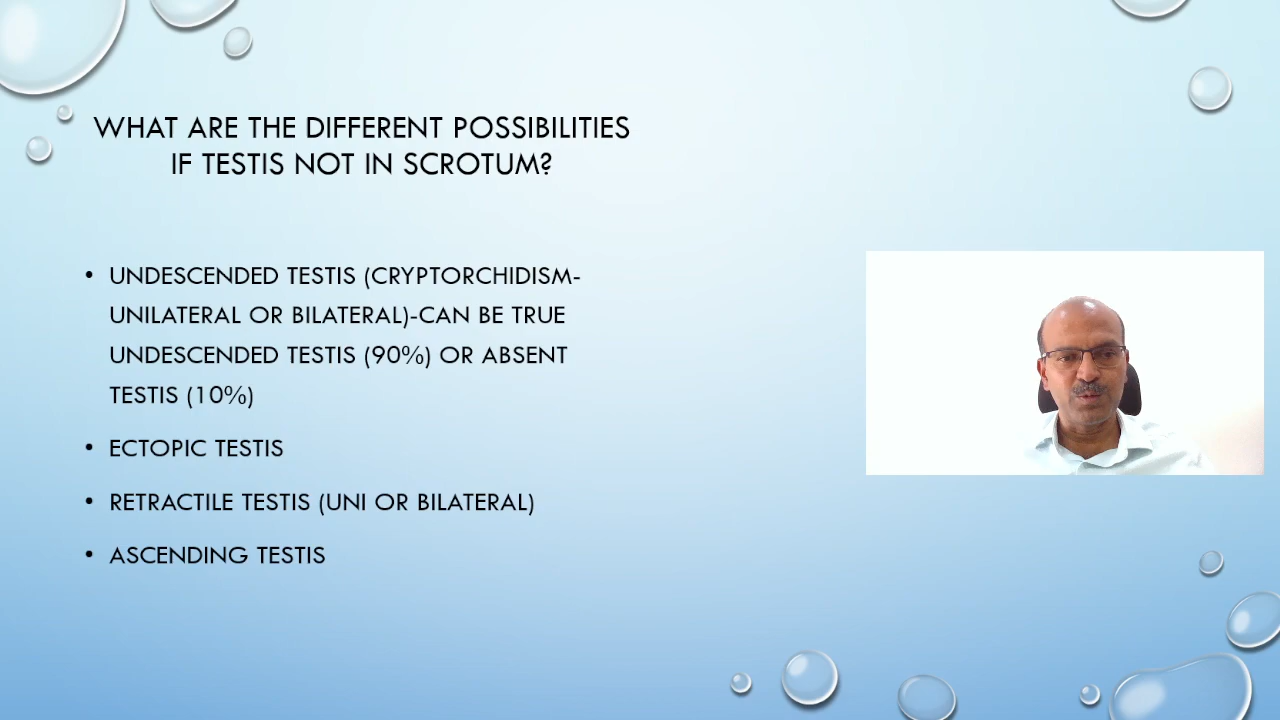 WHAT ARE THE DIFFERENT POSSIBILITIES
IF TESTIS NOT IN SCROTUM?
• UNDESCENDED TESTIS (CRYPTORCHIDISM-
UNILATERAL OR BILATERAL)-CAN BE TRUE
UNDESCENDED TESTIS (90%) OR ABSENT
TESTIS (10%)
• ECTOPIC TESTIS
• RETRACTILE TESTIS (UNI OR BILATERAL)
• ASCENDING TESTIS